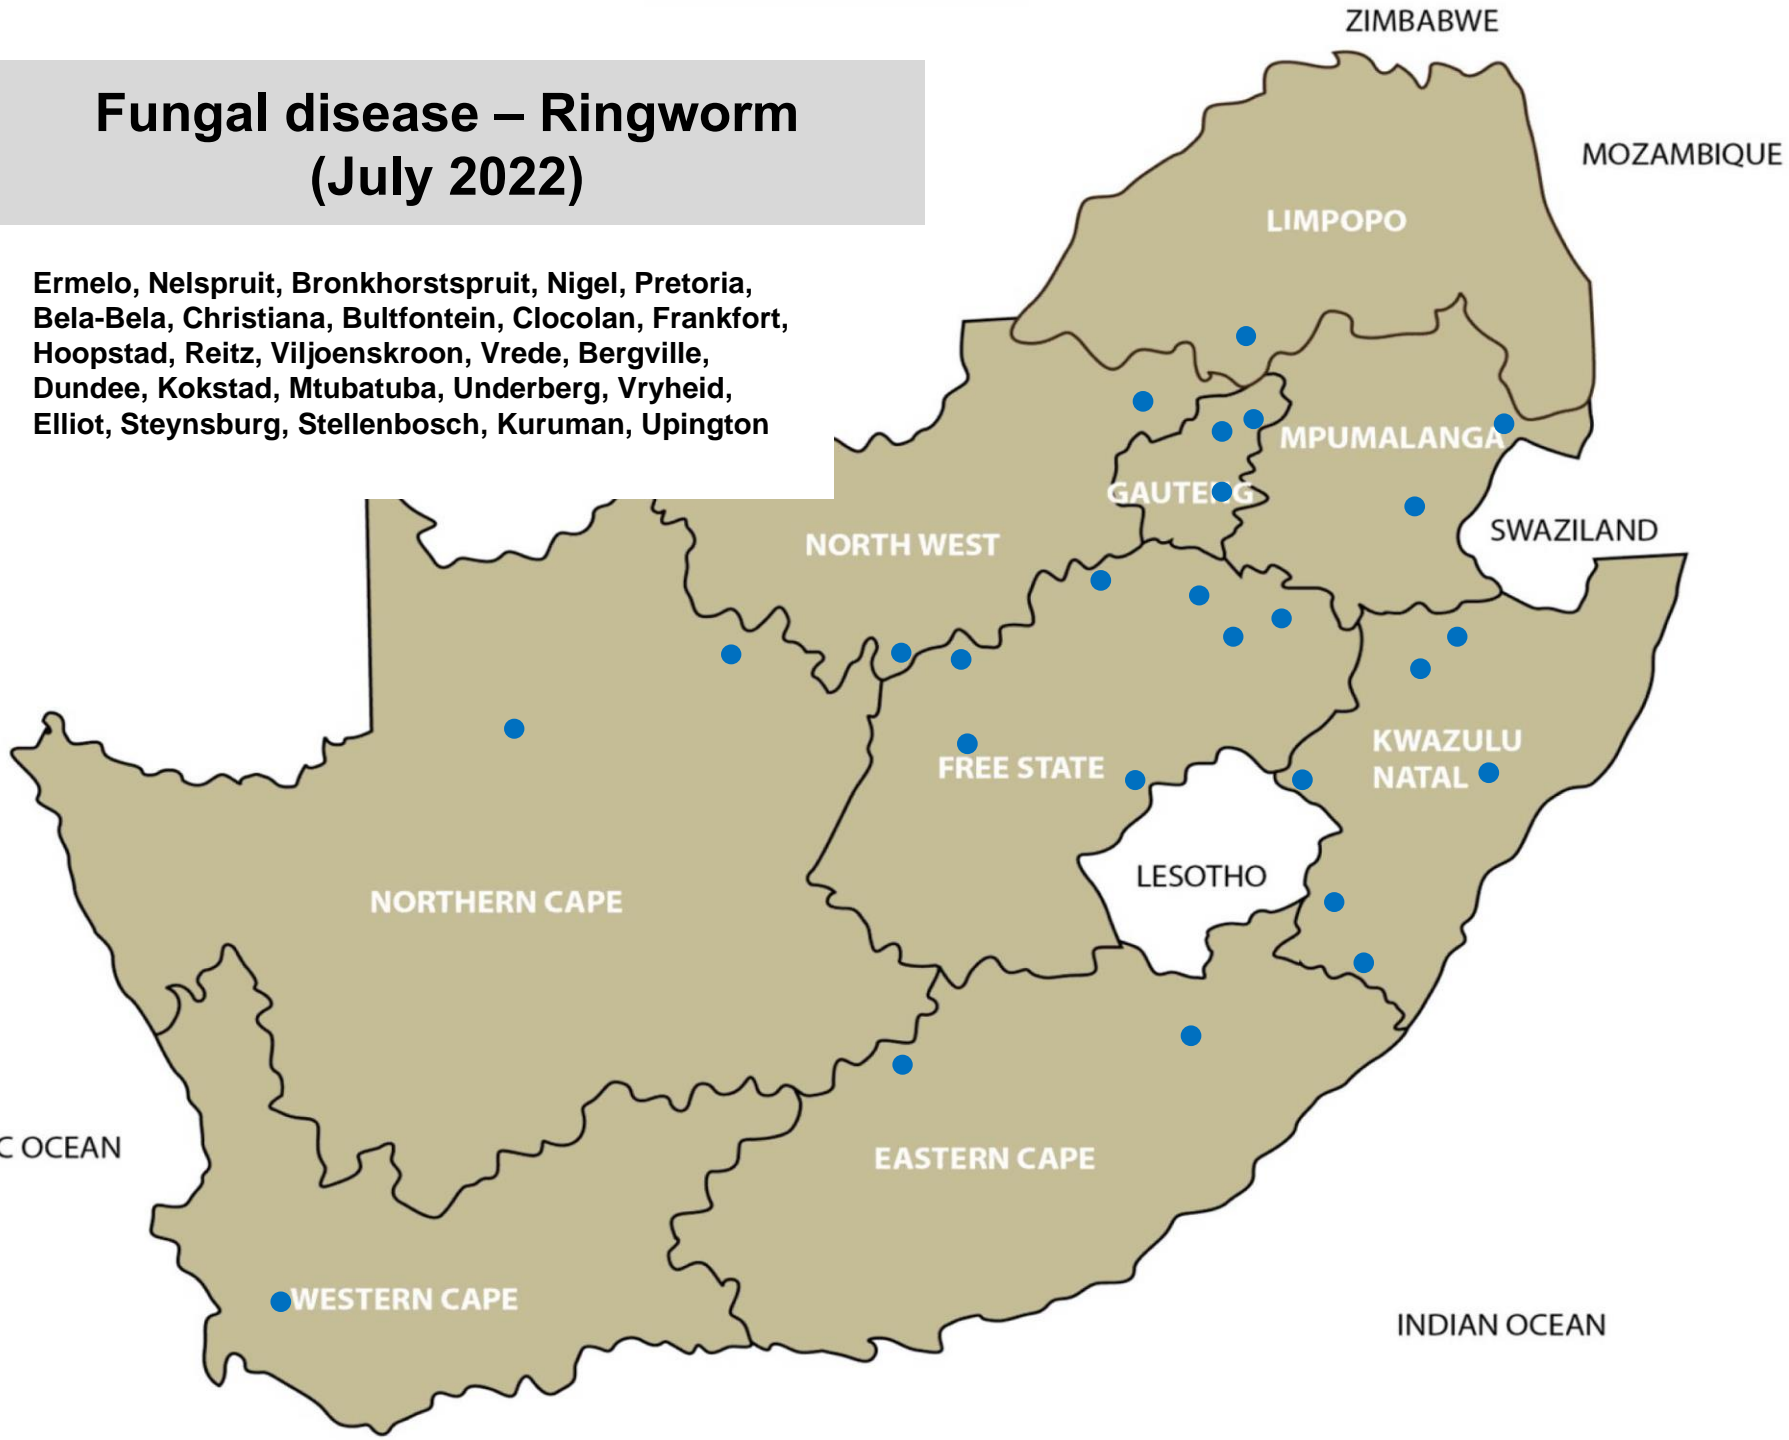 ZIMBABWE
Fungal disease – Ringworm
(July 2022)
MOZAMBIQUE
LIMPOPO
Ermelo, Nelspruit, Bronkhorstspruit, Nigel, Pretoria,
Bela-Bela, Christiana, Bultfontein, Clocolan, Frankfort,
Hoopstad, Reitz, Viljoenskroon, Vrede, Bergville,
Dundee, Kokstad, Mtubatuba, Underberg, Vryheid,
Elliot, Steynsburg, Stellenbosch, Kuruman, Upington
MPUMALANGA
GAUTENG
SWAZILAND
NORTH WEST
KWAZULU
NATAL
FREE STATE
LESOTHO
NORTHERN CAPE
C OCEAN
EASTERN CAPE
WESTERN CAPE
INDIAN OCEAN